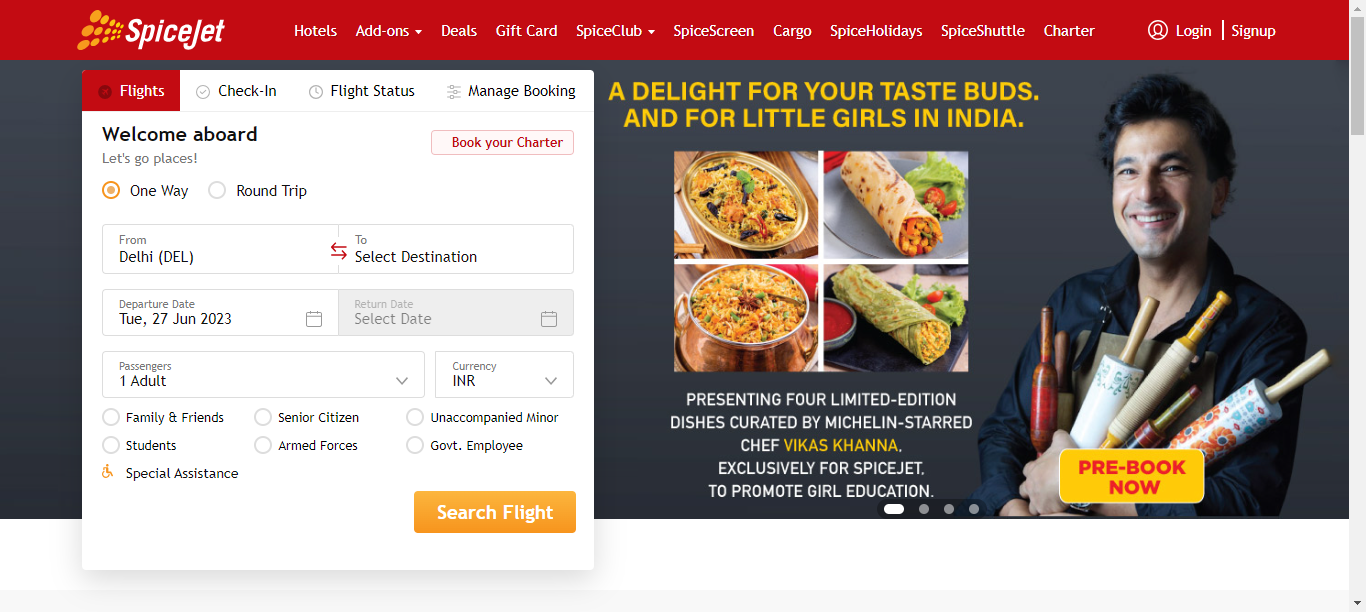 SpiceJet
Hotels Add-ons Deals Gift Card SpiceClub SpiceScreen Cargo SpiceHolidays SpiceShuttle Charter Login Signup
Flights Check-In Flight Status Manage Booking
Welcome aboard
Let's go places!
Book your Charter
One Way Round Trip
From
Delhi (DEL)
To
Select Destination
Departure Date
Tue, 27 Jun 2023
Return Date
Select Date
Passengers
1 Adult
Currency
INR
Family & Friends Senior Citizen Unaccompanied Minor
Students Armed Forces Govt. Employee
Special Assistance
Search Flight
A DELIGHT FOR YOUR TASTE BUDS.
AND FOR LITTLE GIRLS IN INDIA.
PRESENTING FOUR LIMITED-EDITION
DISHES CURATED BY MICHELIN-STARRED
CHEF VIKAS KHANNA,
EXCLUSIVELY FOR SPICEJET,
TO PROMOTE GIRL EDUCATION.
PRE-BOOK
NOW